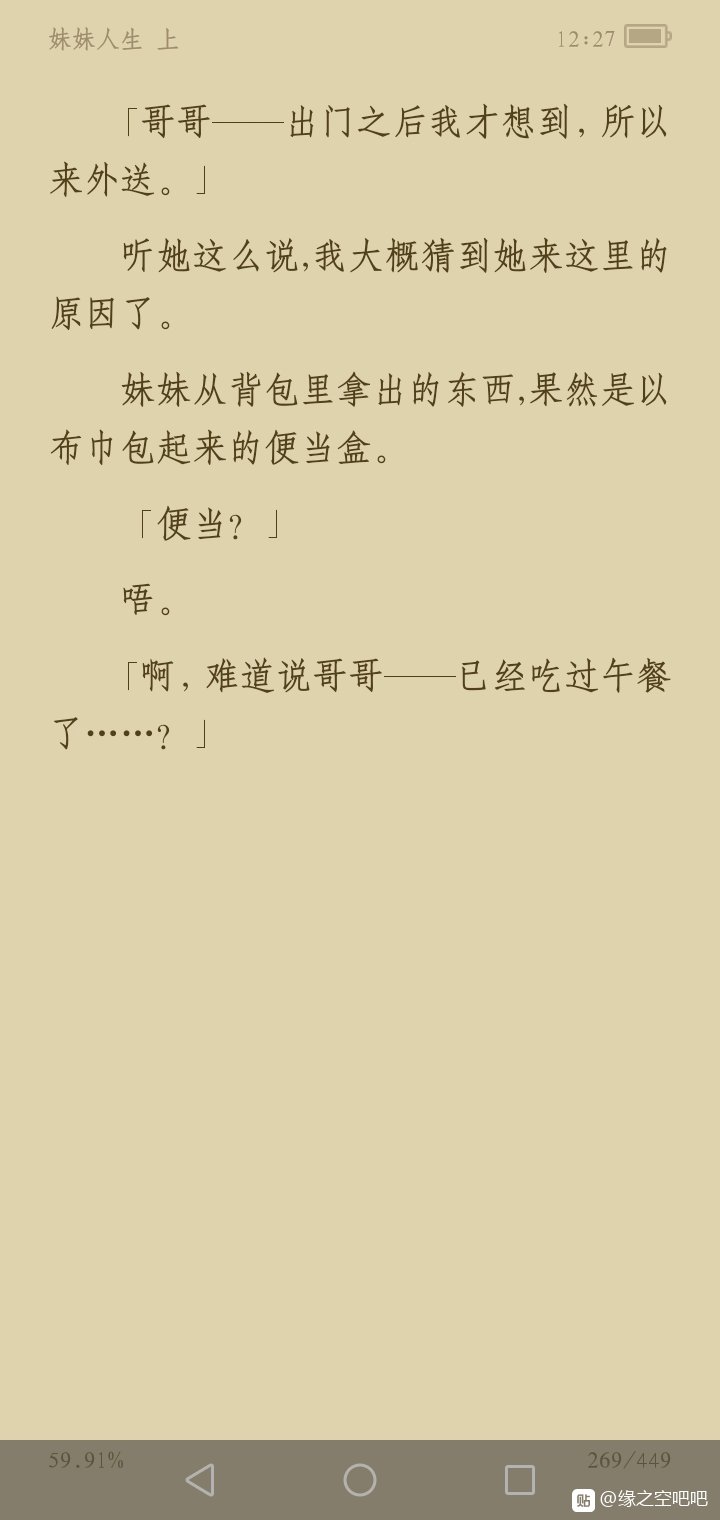 妹妹人生 上
12:27
「哥哥——出门之后我才想到，所以
来外送。」
听她这么说,我大概猜到她来这里的
原因了。
妹妹从背包里拿出的东西,果然是以
布巾包起来的便当盒。
「便当？」
唔。
「啊，难道说哥哥——已经吃过午餐
了……？」
59.91%
269/449
贴 @缘之空吧吧